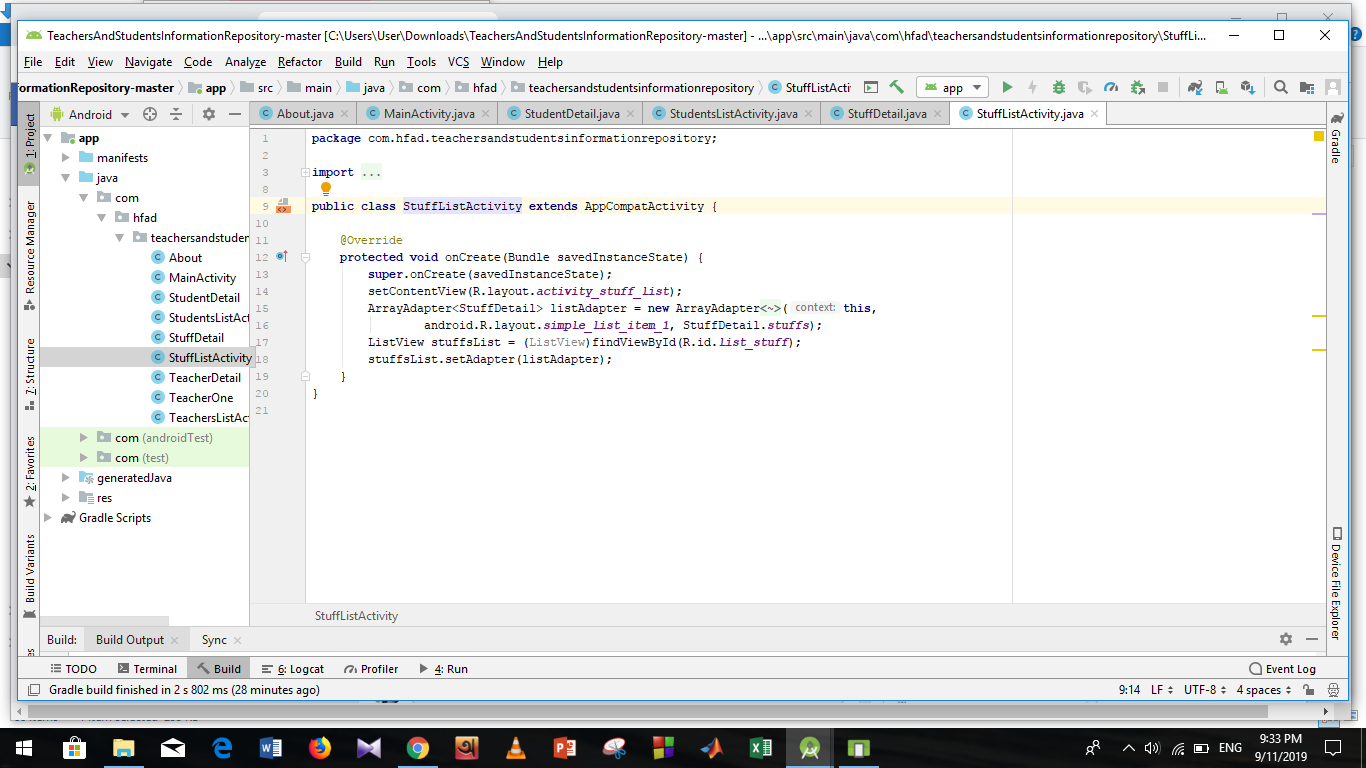 TeachersAndStudentsInformationRepository-master [C:\Users\User\Downloads\TeachersAndStudentsInformationRepository-master] - ...\app\src\main\java\com\hfad\teachersandstudentsinformationrepository\StuffLi...
File Edit View Navigate Code Analyze Refactor Build Run Tools VCS Window Help
ormationRepository-master app src main java com hfad teachersandstudentsinformationrepository StuffListActi app
Android
About.java MainActivity.java StudentDetail.java StudentsListActivity.java StuffDetail.java StuffListActivity.java
1: Project
Resource Manager
7: Structure
2: Favorites
Build Variants
app
manifests
java
com
hfad
teachersandstuden
About
MainActivity
StudentDetail
StudentsListAct
StuffDetail
StuffListActivity
TeacherDetail
TeacherOne
TeachersListAct
com (androidTest)
com (test)
generatedJava
res
Gradle Scripts
1 package com.hfad.teachersandstudentsinformationrepository;
2
3 import ...
8
9 public class StuffListActivity extends AppCompatActivity {
10
11 @Override
12 protected void onCreate(Bundle savedInstanceState) {
13 super.onCreate(savedInstanceState);
14 setContentView(R.layout.activity_stuff_list);
15 ArrayAdapter<StuffDetail> listAdapter = new ArrayAdapter<~>( context: this,
16 android.R.layout.simple_list_item_1, StuffDetail.stuffs);
17 ListView stuffsList = (ListView)findViewById(R.id.list_stuff);
18 stuffsList.setAdapter(listAdapter);
19 }
20 }
21
StuffListActivity
Gradle
Device File Explorer
Build: Build Output Sync
TODO Terminal Build 6: Logcat Profiler 4: Run Event Log
Gradle build finished in 2 s 802 ms (28 minutes ago) 9:14 LF UTF-8 4 spaces
ENG
9:33 PM
9/11/2019